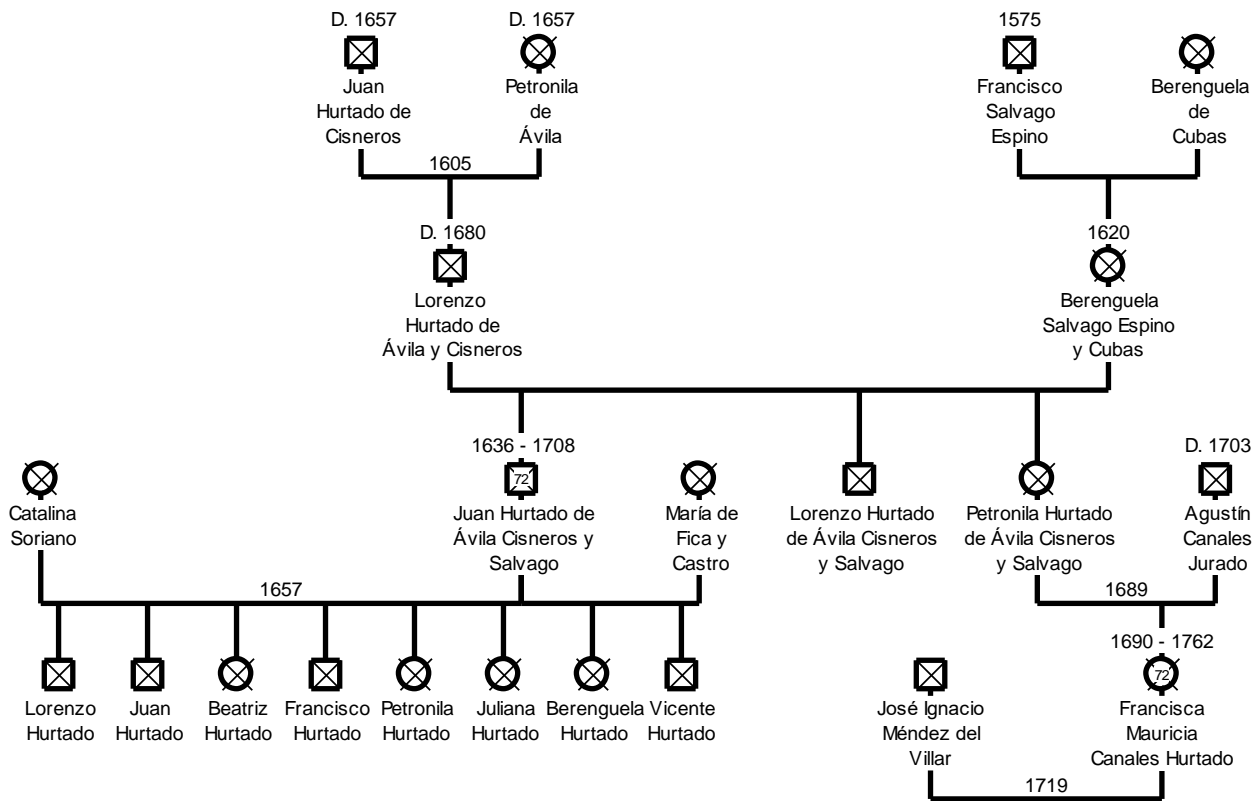 D. 1657
D. 1657
1575
Juan
Hurtado de
Cisneros
Petronila
de
Ávila
Francisco
Salvago
Espino
Berenguela
de
Cubas
1605
D. 1680
1620
Lorenzo
Hurtado de
Ávila y Cisneros
Berenguela
Salvago Espino
y Cubas
1636 - 1708
D. 1703
72
Catalina
Soriano
Juan Hurtado de
Ávila Cisneros y
Salvago
María de
Fica y
Castro
Lorenzo Hurtado
de Ávila Cisneros
y Salvago
Petronila Hurtado
de Ávila Cisneros
y Salvago
Agustín
Canales
Jurado
1657
1689
1690 - 1762
72
Lorenzo
Hurtado
Juan
Hurtado
Beatriz
Hurtado
Francisco
Hurtado
Petronila
Hurtado
Juliana
Hurtado
Berenguela
Hurtado
Vicente
Hurtado
José Ignacio
Méndez del
Villar
Francisca
Mauricia
Canales Hurtado
1719